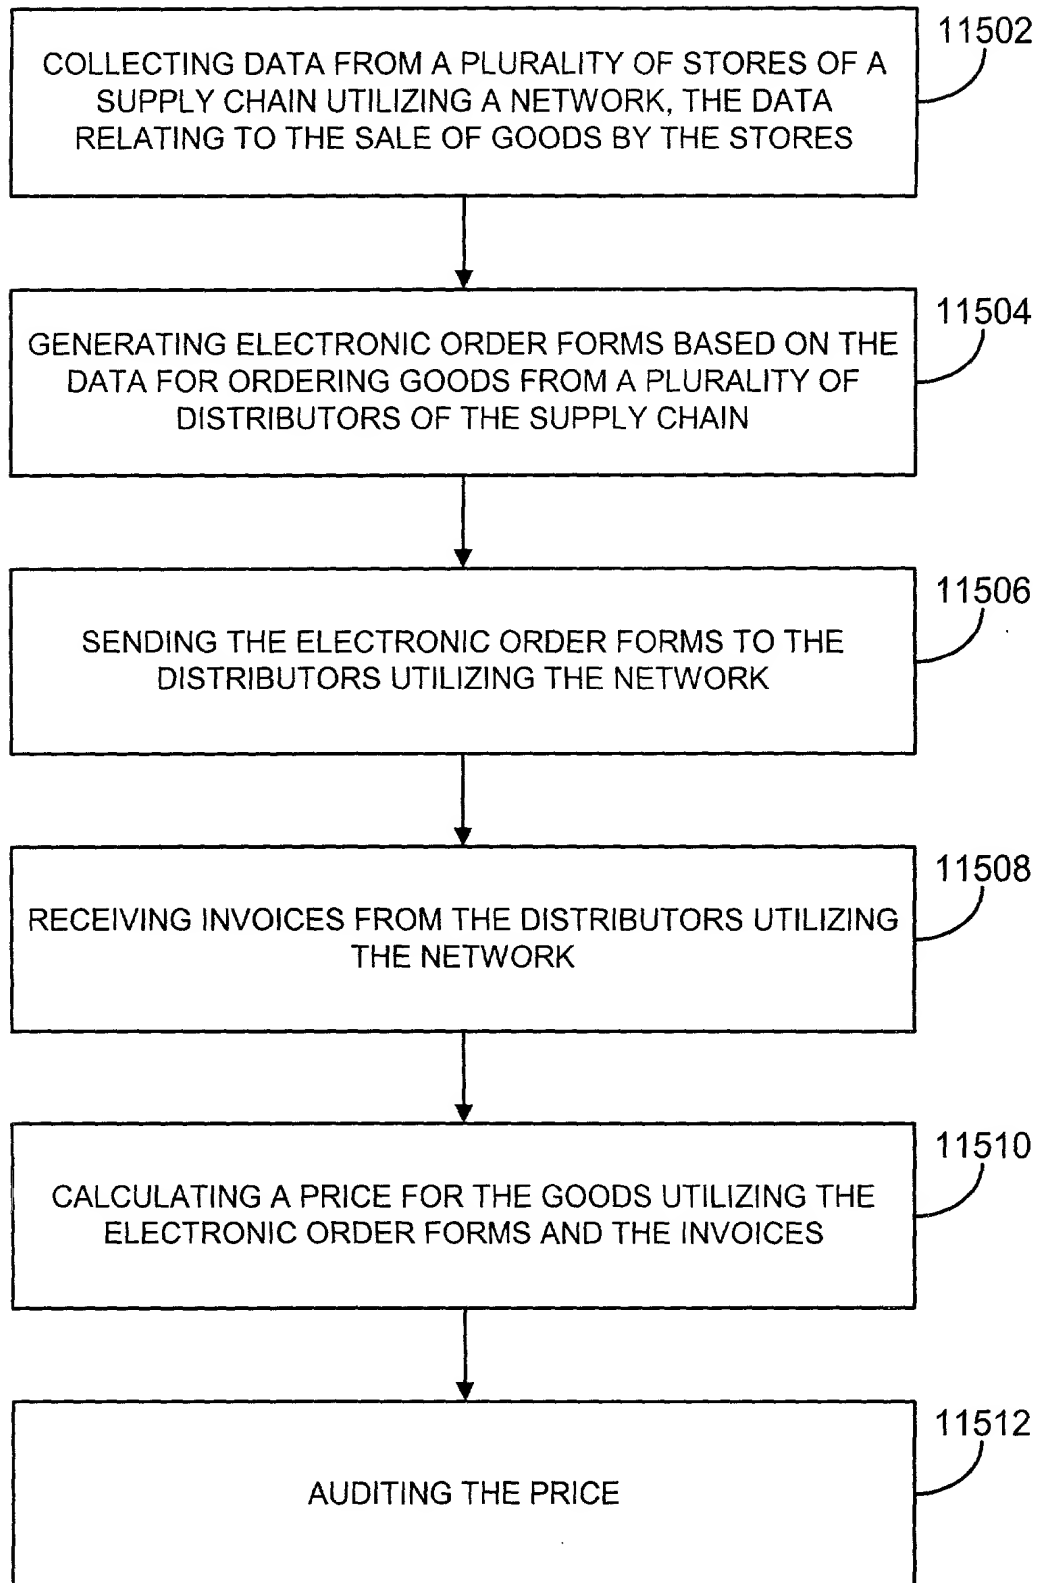 11502
COLLECTING DATA FROM A PLURALITY OF STORES OF A
SUPPLY CHAIN UTILIZING A NETWORK, THE DATA
RELATING TO THE SALE OF GOODS BY THE STORES
11504
GENERATING ELECTRONIC ORDER FORMS BASED ON THE
DATA FOR ORDERING GOODS FROM A PLURALITY OF
DISTRIBUTORS OF THE SUPPLY CHAIN
11506
SENDING THE ELECTRONIC ORDER FORMS TO THE
DISTRIBUTORS UTILIZING THE NETWORK
11508
RECEIVING INVOICES FROM THE DISTRIBUTORS UTILIZING
THE NETWORK
11510
CALCULATING A PRICE FOR THE GOODS UTILIZING THE
ELECTRONIC ORDER FORMS AND THE INVOICES
11512
AUDITING THE PRICE